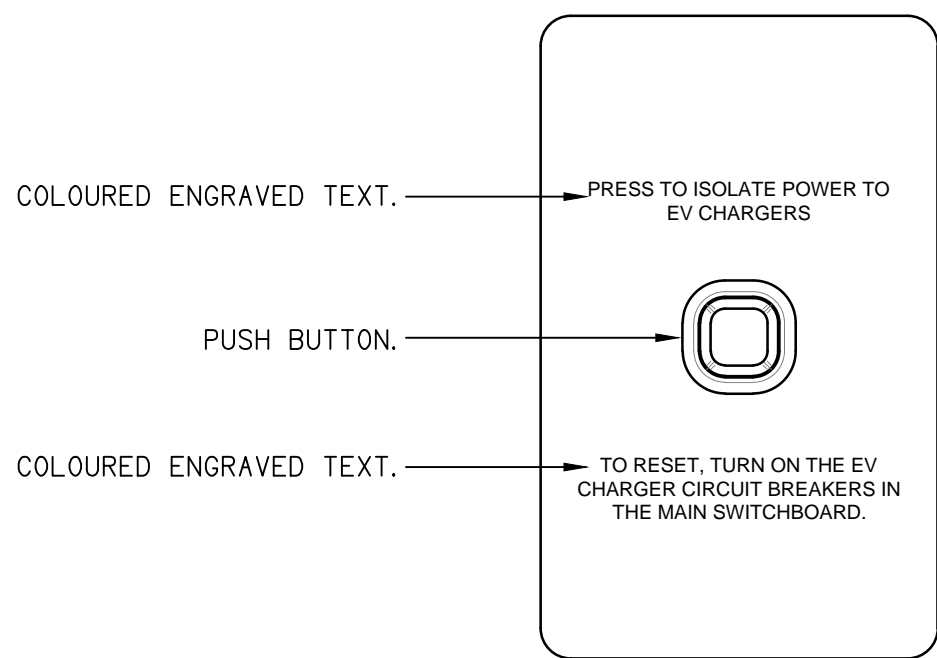 COLOURED ENGRAVED TEXT.
PRESS TO ISOLATE POWER TO
EV CHARGERS
PUSH BUTTON.
COLOURED ENGRAVED TEXT.
TO RESET, TURN ON THE EV
CHARGER CIRCUIT BREAKERS IN
THE MAIN SWITCHBOARD.